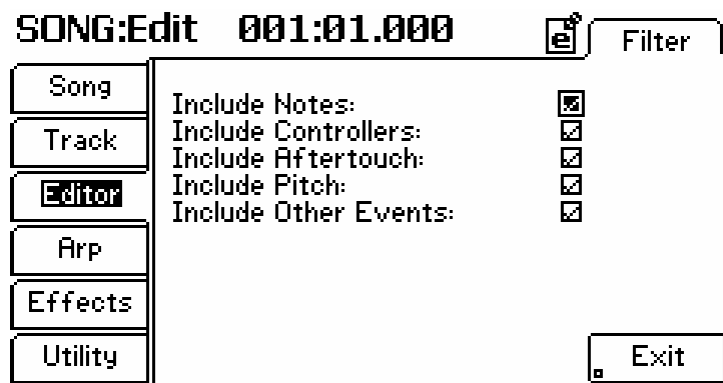 SONG:Edit 001:01.000 e Filter
Song
Track
Editor
Arp
Effects
Utility
Include Notes:
Include Controllers:
Include Aftertouch:
Include Pitch:
Include Other Events:
Exit